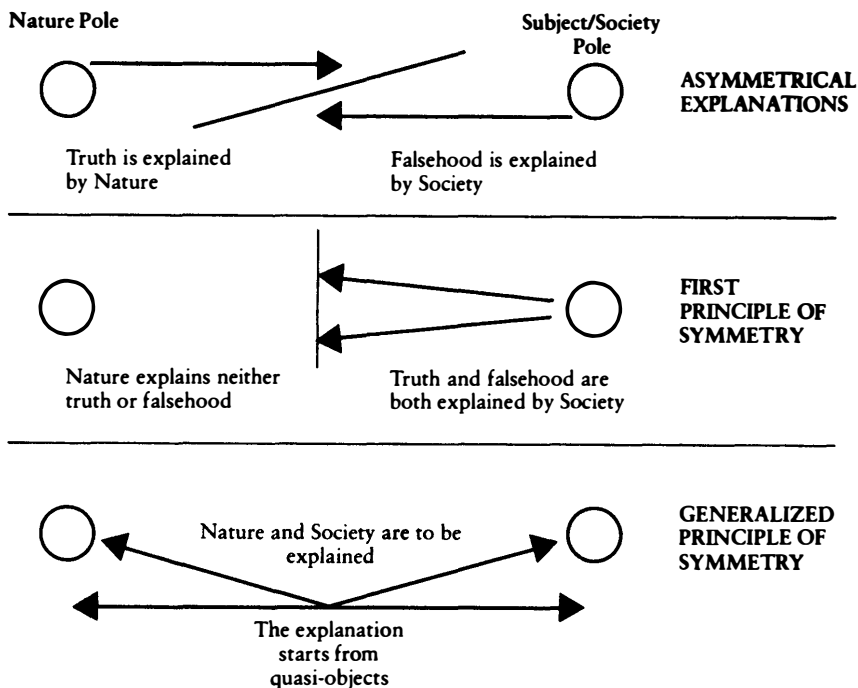 Nature Pole
Subject/Society
Pole
ASYMMETRICAL
EXPLANATIONS
Truth is explained
by Nature
Falsehood is explained
by Society
FIRST
PRINCIPLE OF
SYMMETRY
Nature explains neither
truth or falsehood
Truth and falsehood are
both explained by Society
Nature and Society are to be
explained
GENERALIZED
PRINCIPLE OF
SYMMETRY
The explanation
starts from
quasi-objects